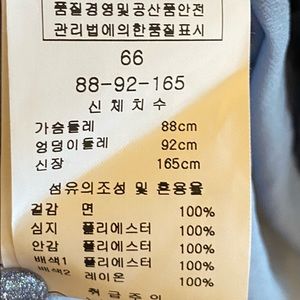 품질경영및공산품안전
관리법에의한품질표시
66
88-92-165
신체치수
가슴둘레 88cm
엉덩이둘레 92cm
신장 165cm
섬유의조성 및 혼용율
겉감 면 100%
심지 폴리에스터 100%
안감 폴리에스터 100%
배색1 폴리에스터 100%
배색2 레이온 100%
취급주의